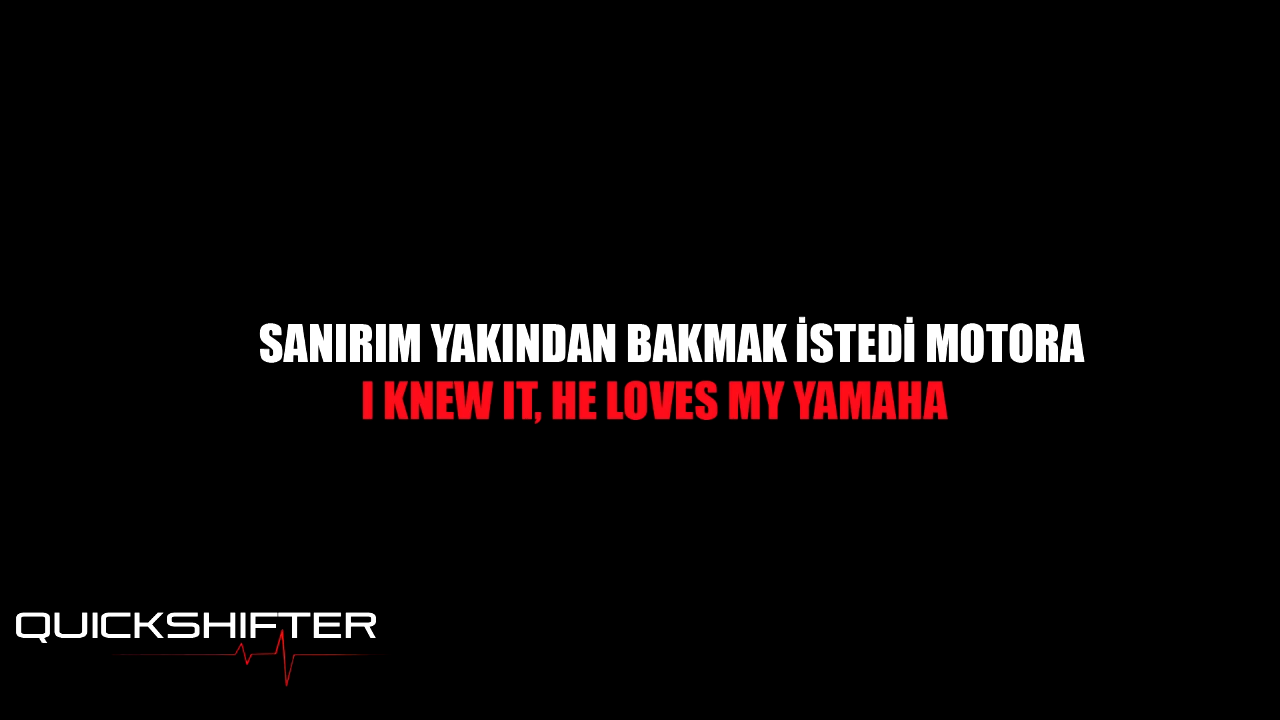 SANIRIM YAKINDAN BAKMAK İSTEDİ MOTORA
I KNEW IT, HE LOVES MY YAMAHA
QUICKSHIFTER